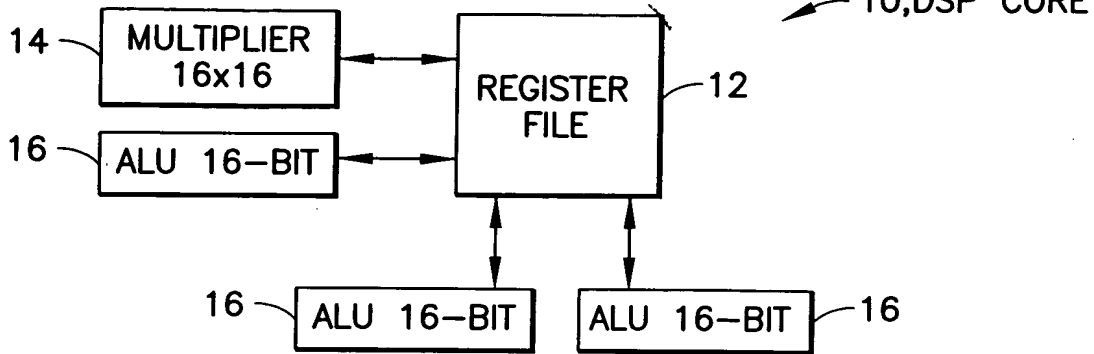 10,DSP CORE
14
MULTIPLIER
16x16
REGISTER
FILE
12
16
ALU 16-BIT
16
ALU 16-BIT
ALU 16-BIT
16